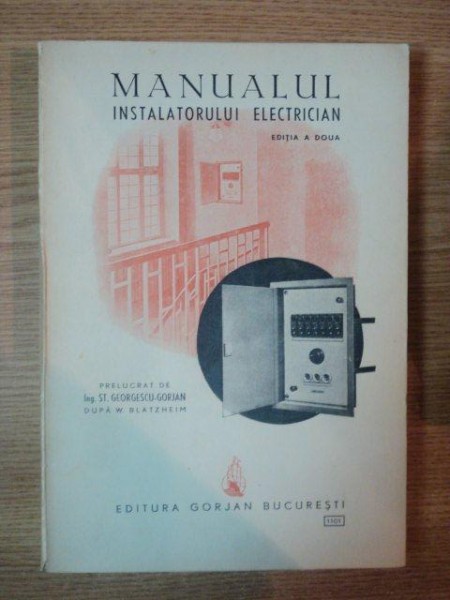 MANUALUL
INSTALATORULUI ELECTRICIAN
EDIȚIA A DOUA
PRELUCRAT DE
Ing. ST. GEORGESCU-GORJAN
DUPĂ W. BLATZHEIM
EDITURA GORJAN BUCUREȘTI